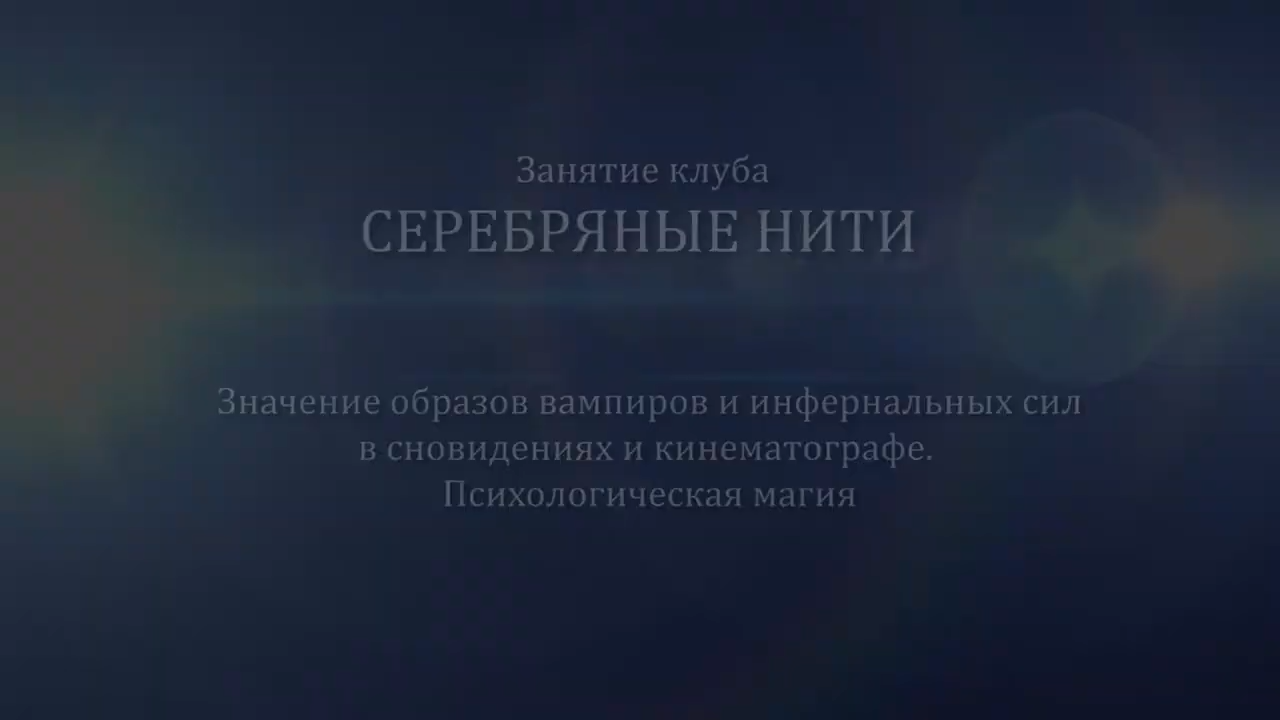 Занятие клуба
СЕРЕБРЯНЫЕ НИТИ
Значение образов вампиров и инфернальных сил
в сновидениях и кинематографе.
Психологическая магия